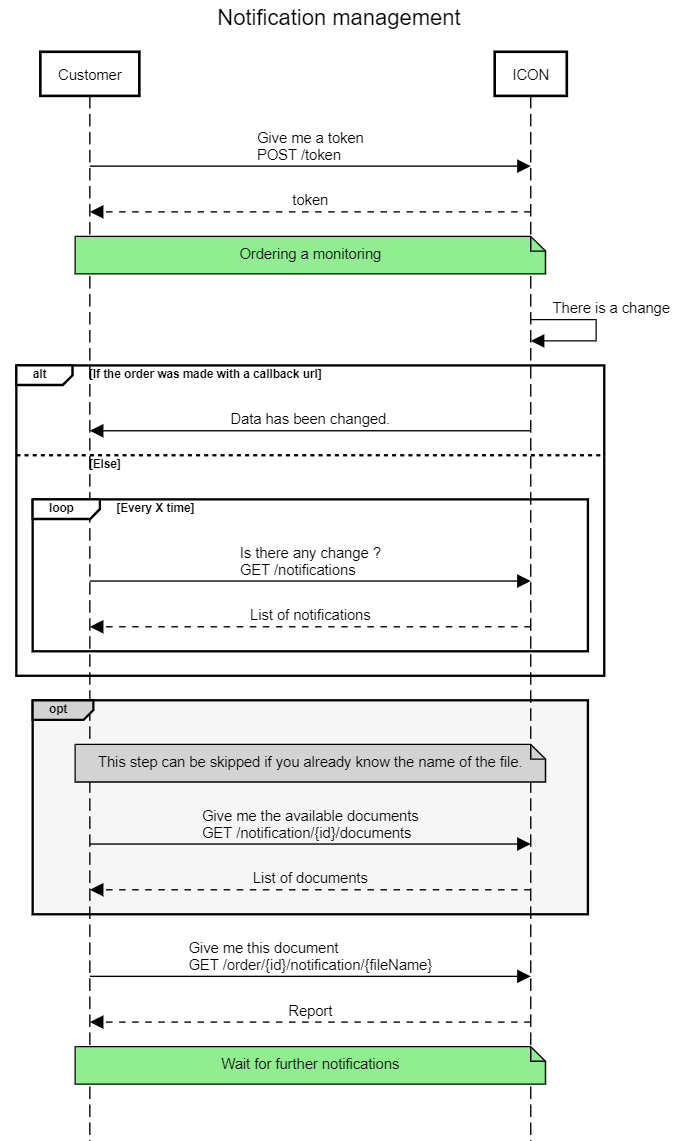 Notification management
Customer
ICON
Give me a token
POST /token
token
Ordering a monitoring
There is a change
alt
[If the order was made with a callback url]
Data has been changed.
[Else]
loop
[Every X time]
Is there any change ?
GET /notifications
List of notifications
opt
This step can be skipped if you already know the name of the file.
Give me the available documents
GET /notification/{id}/documents
List of documents
Give me this document
GET /order/{id}/notification/{fileName}
Report
Wait for further notifications